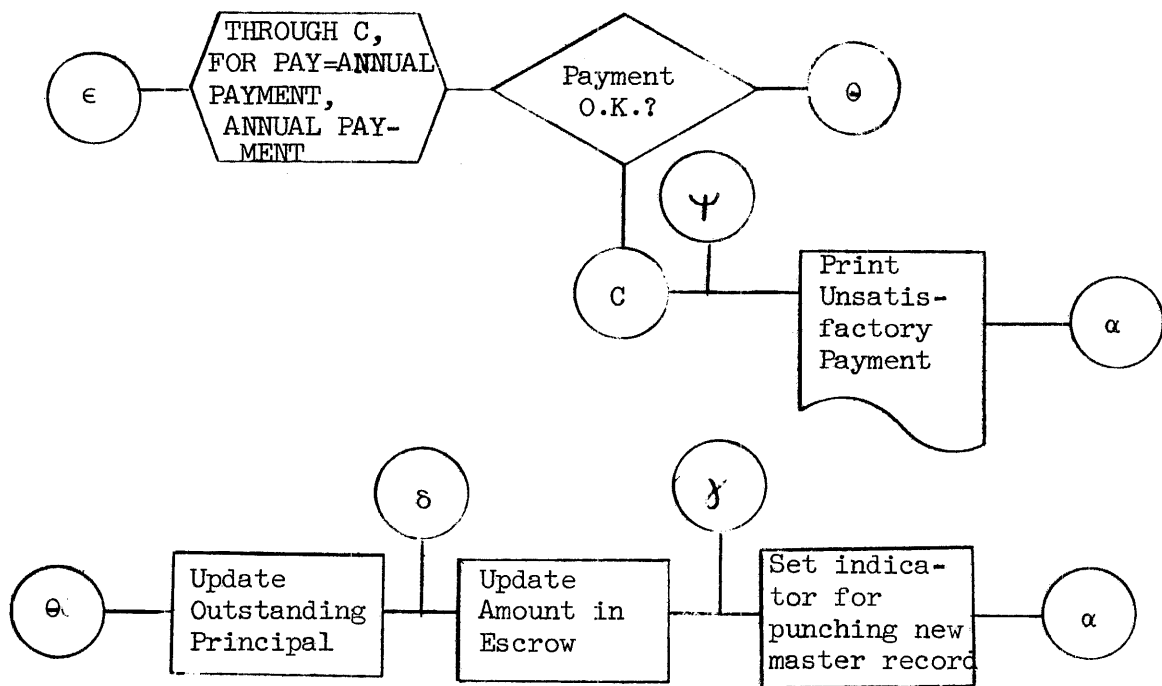 ϵ
THROUGH C,
FOR PAY=ANNUAL
PAYMENT,
ANNUAL PAY-
MENT
Payment
O.K.?
Θ
ψ
C
Print
Unsatis-
factory
Payment
α
δ
γ
Θ
Update
Outstanding
Principal
Update
Amount in
Escrow
Set indica-
tor for
punching new
master record
α